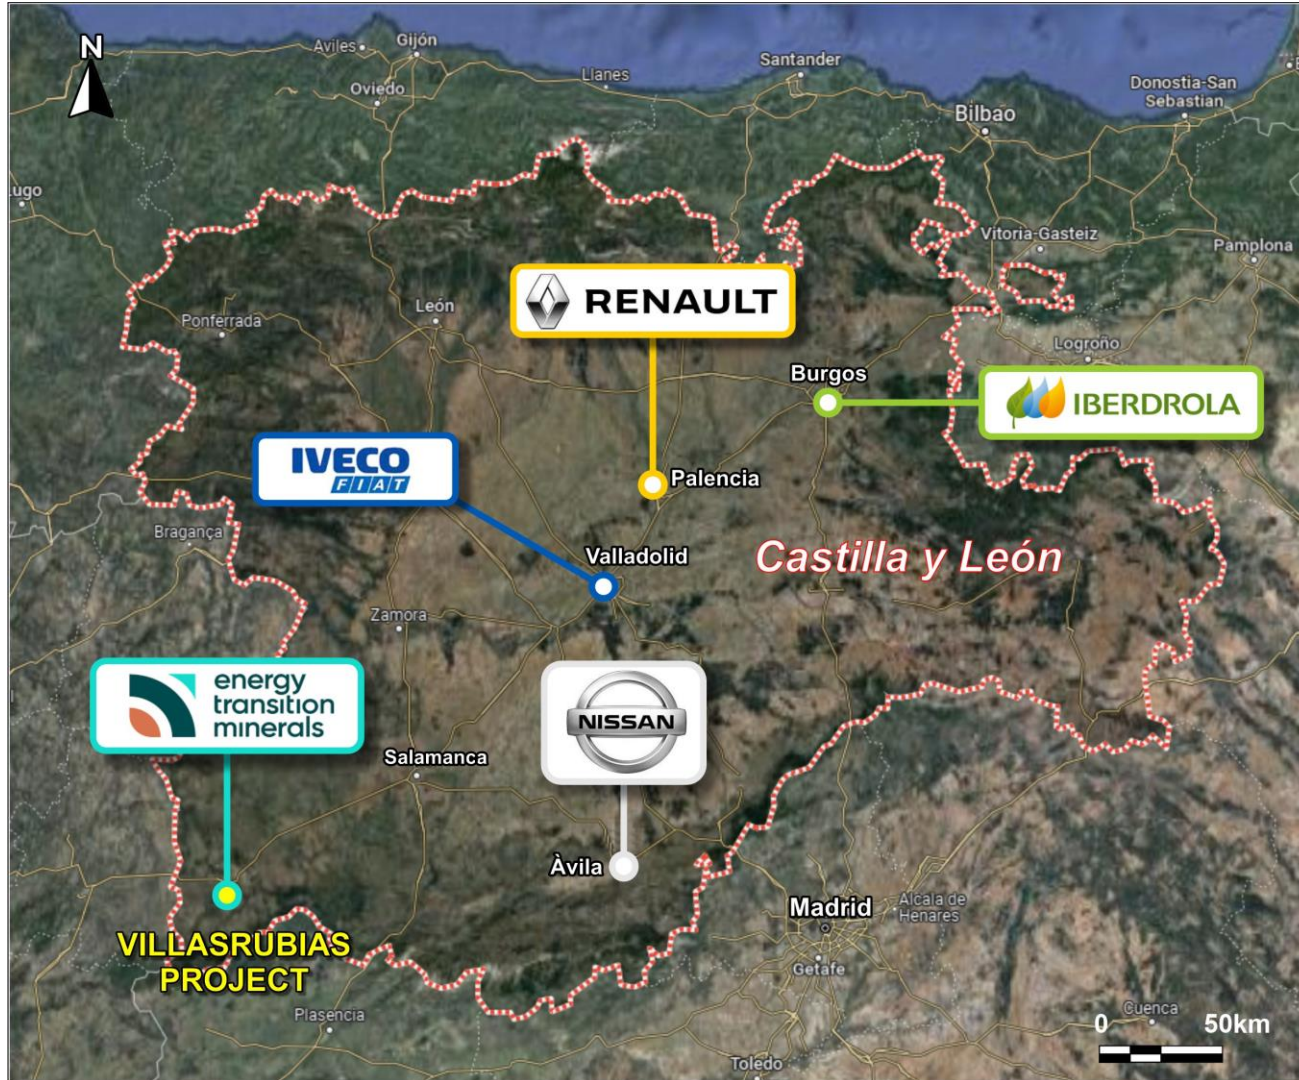 N
Aviles
Gijón
Oviedo
Llanes
Santander
Bilbao
Donostia-San
Sebastian
Lugo
Vitoria-Gasteiz
Pamplona
RENAULT
León
Ponferrada
Logroño
Burgos
IBERDROLA
IVECO
FIAT
Palencia
Bragança
Valladolid
Castilla y León
Zamora
energy
transition
minerals
NISSAN
Salamanca
Àvila
Madrid
Alcala de
Henares
VILLASRUBIAS
PROJECT
Getafe
Plasencia
Cuenca
0 50km
Toledo